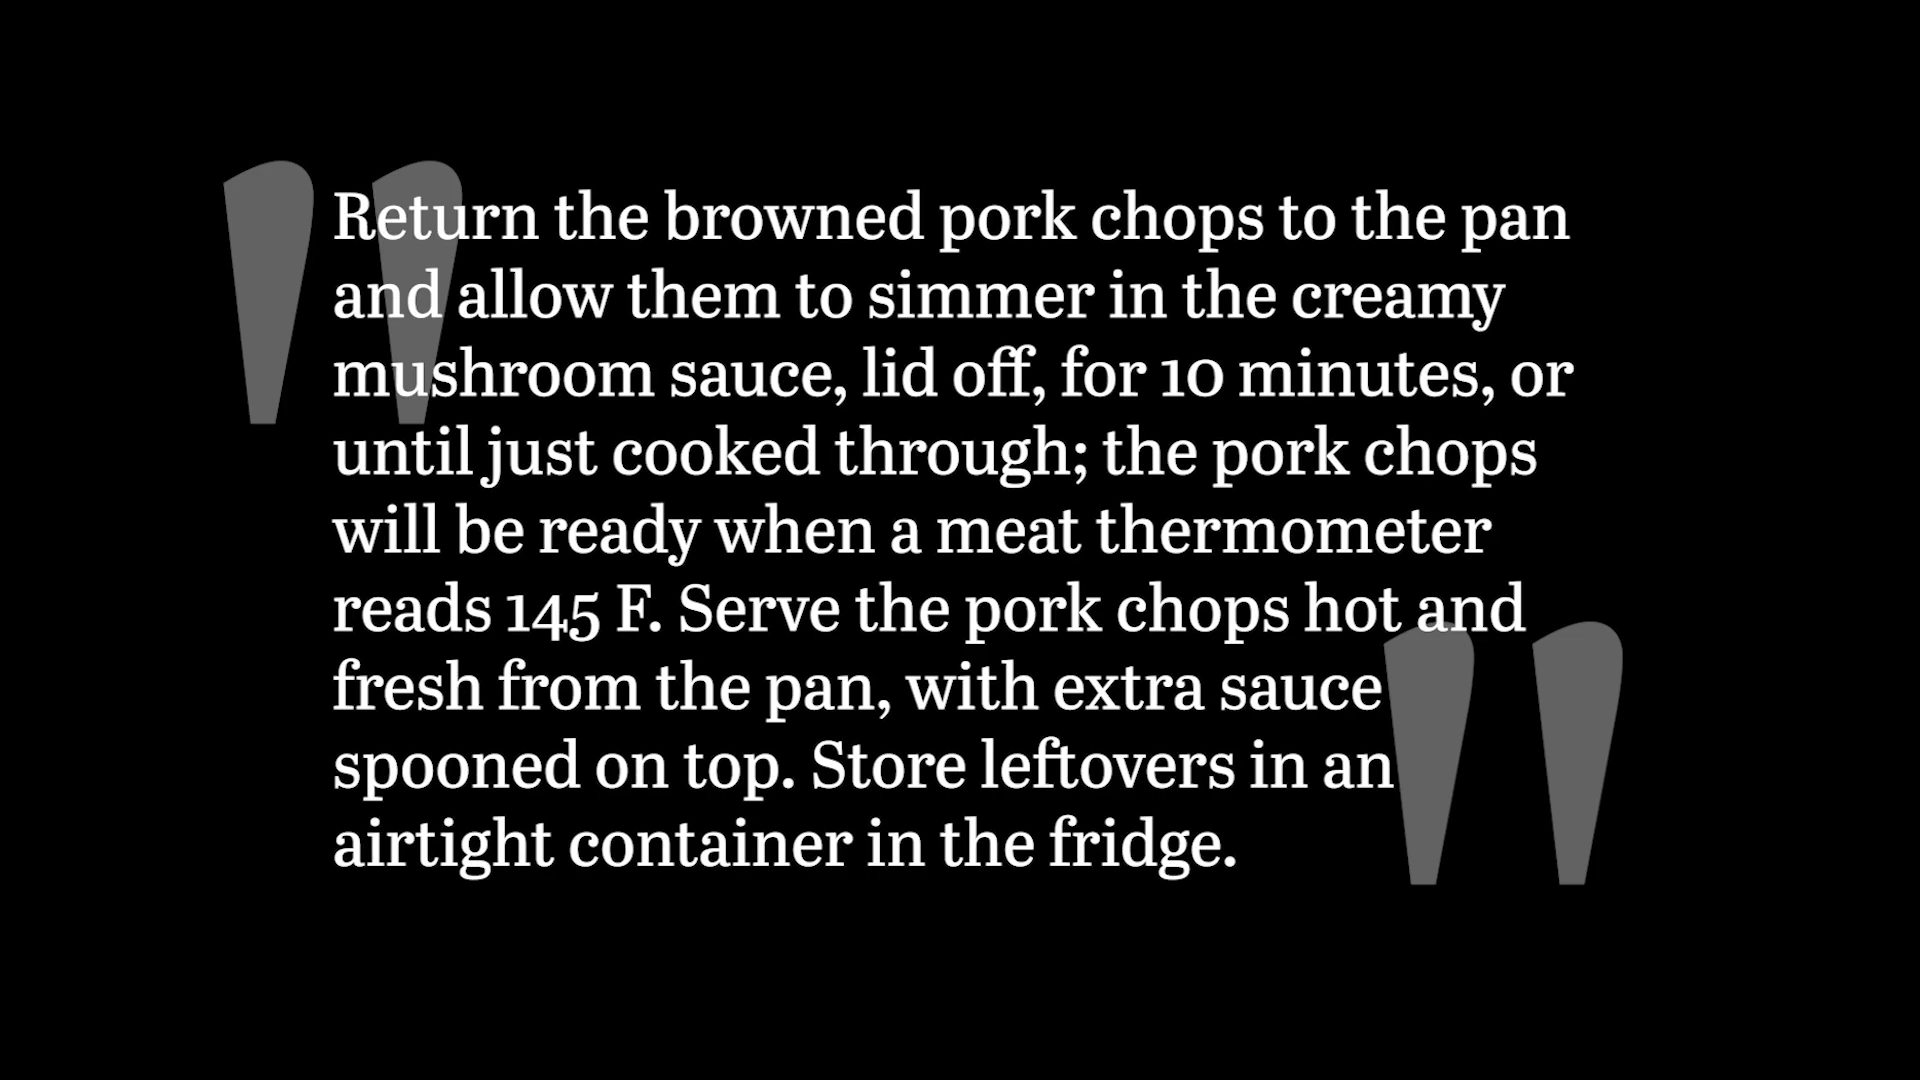 Return the browned pork chops to the pan
and allow them to simmer in the creamy
mushroom sauce, lid off, for 10 minutes, or
until just cooked through; the pork chops
will be ready when a meat thermometer
reads 145 F. Serve the pork chops hot and
fresh from the pan, with extra sauce
spooned on top. Store leftovers in an
airtight container in the fridge.